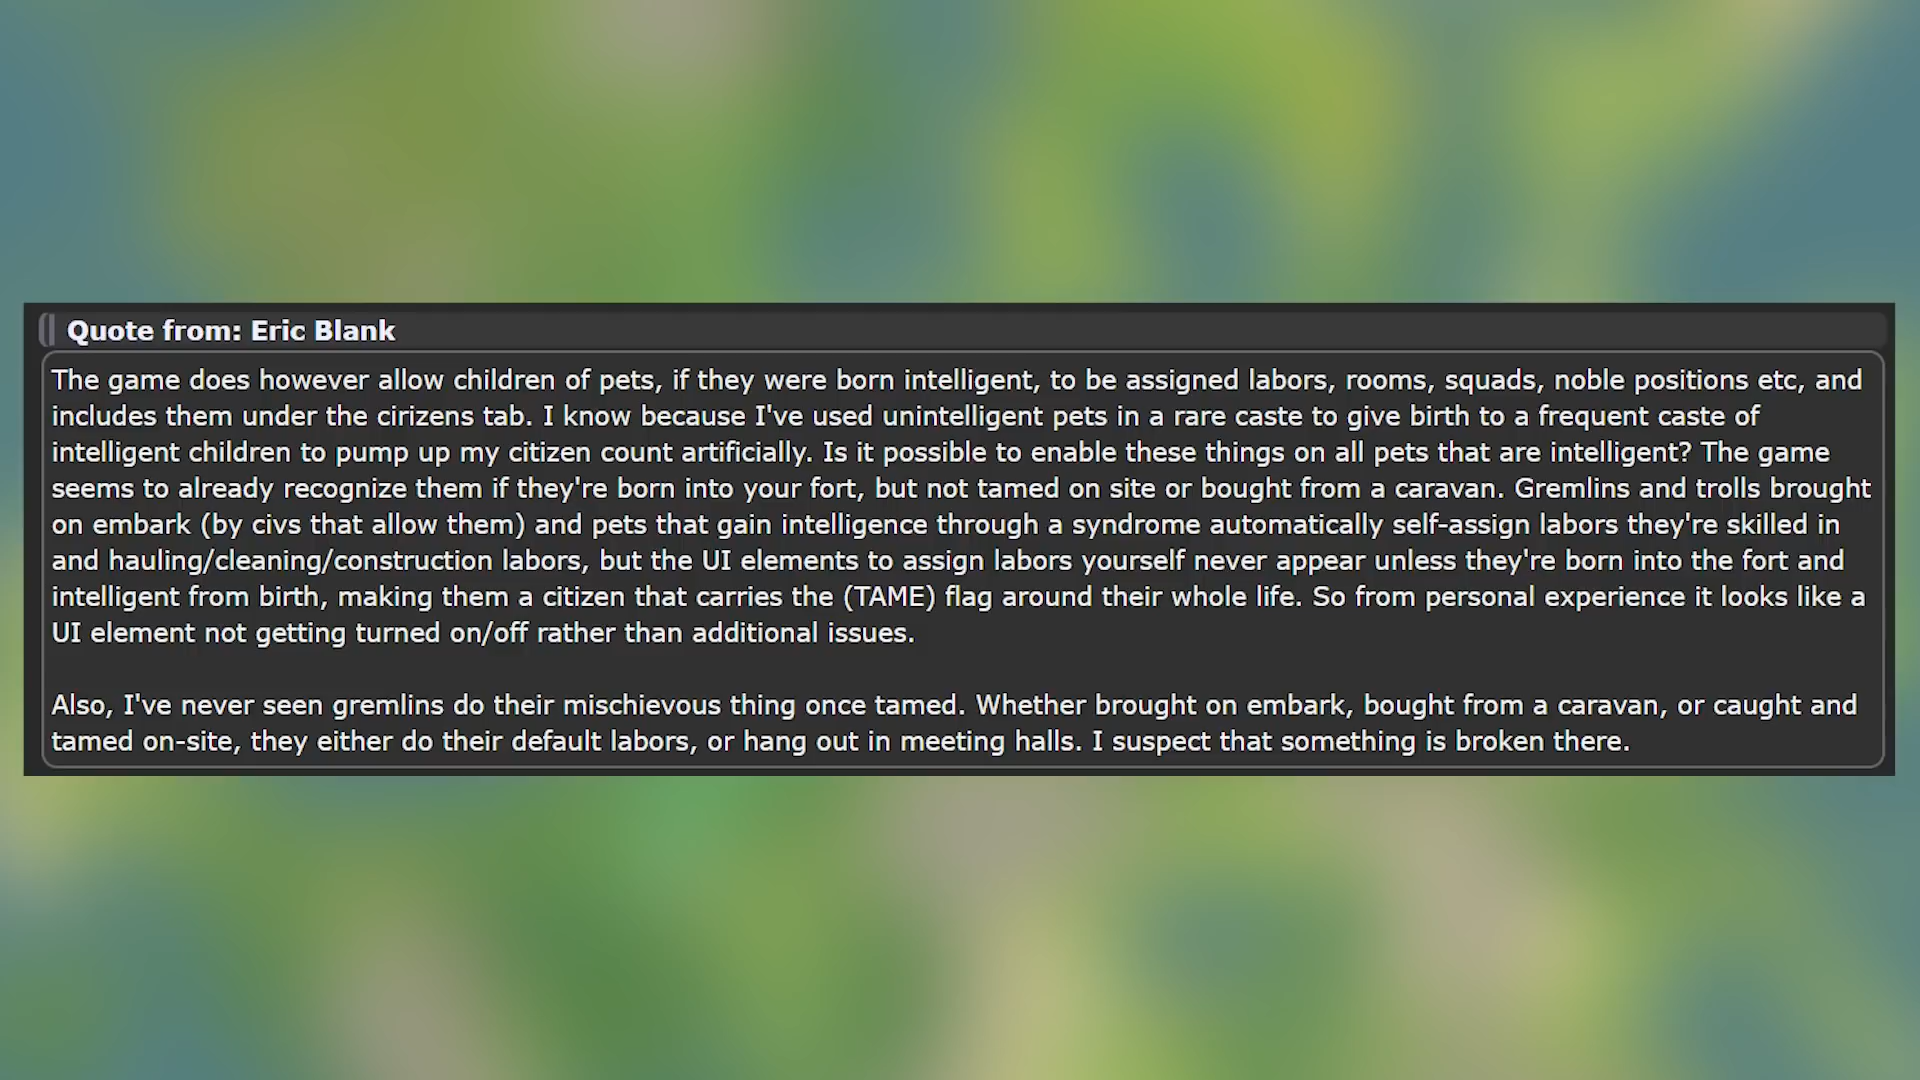 Quote from: Eric Blank
The game does however allow children of pets, if they were born intelligent, to be assigned labors, rooms, squads, noble positions etc, and
includes them under the cirizens tab. I know because I've used unintelligent pets in a rare caste to give birth to a frequent caste of
intelligent children to pump up my citizen count artificially. Is it possible to enable these things on all pets that are intelligent? The game
seems to already recognize them if they're born into your fort, but not tamed on site or bought from a caravan. Gremlins and trolls brought
on embark (by civs that allow them) and pets that gain intelligence through a syndrome automatically self-assign labors they're skilled in
and hauling/cleaning/construction labors, but the UI elements to assign labors yourself never appear unless they're born into the fort and
intelligent from birth, making them a citizen that carries the (TAME) flag around their whole life. So from personal experience it looks like a
UI element not getting turned on/off rather than additional issues.
Also, I've never seen gremlins do their mischievous thing once tamed. Whether brought on embark, bought from a caravan, or caught and
tamed on-site, they either do their default labors, or hang out in meeting halls. I suspect that something is broken there.